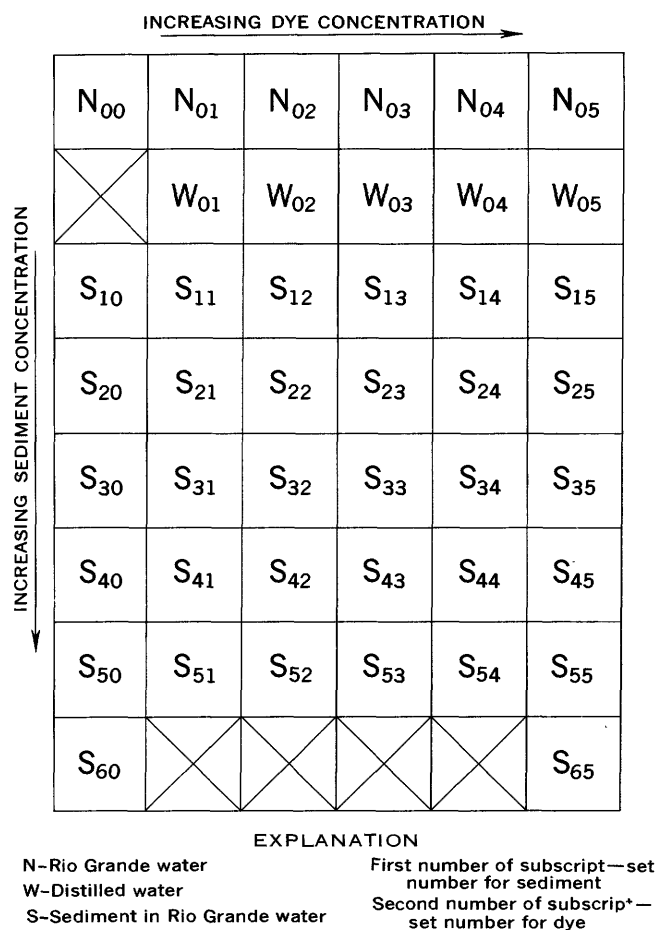 INCREASING DYE CONCENTRATION
INCREASING SEDIMENT CONCENTRATION
N00 N01 N02 N03 N04 N05
W01 W02 W03 W04 W05
S10 S11 S12 S13 S14 S15
S20 S21 S22 S23 S24 S25
S30 S31 S32 S33 S34 S35
S40 S41 S42 S43 S44 S45
S50 S51 S52 S53 S54 S55
S60 S65
EXPLANATION
N-Rio Grande water
W-Distilled water
S-Sediment in Rio Grande water
First number of subscript—set
number for sediment
Second number of subscrip+—
set number for dye